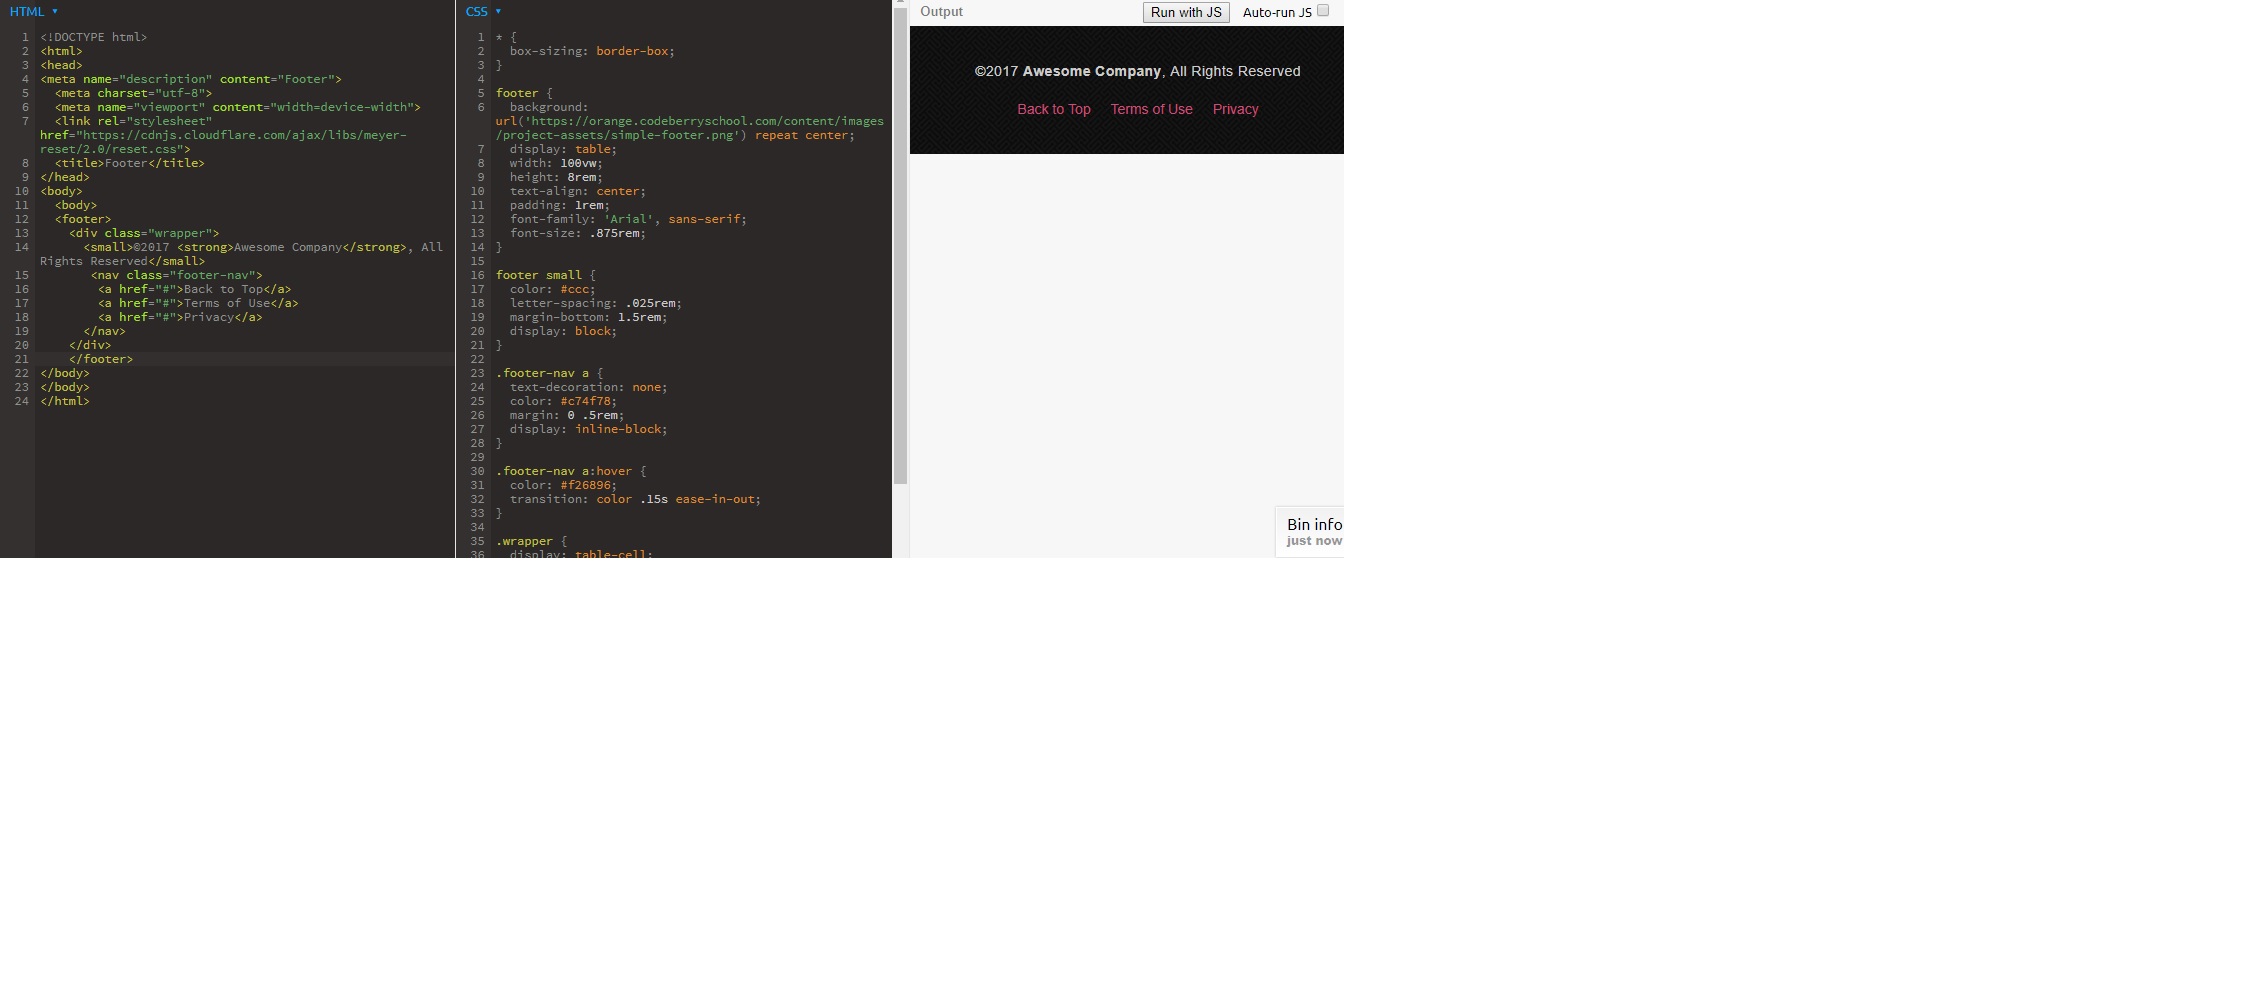 HTML
1 <!DOCTYPE html>
2 <html>
3 <head>
4 <meta name="description" content="Footer">
5 <meta charset="utf-8">
6 <meta name="viewport" content="width=device-width">
7 <link rel="stylesheet"
href="https://cdnjs.cloudflare.com/ajax/libs/meyer-
reset/2.0/reset.css">
8 <title>Footer</title>
9 </head>
10 <body>
11 <body>
12 <footer>
13 <div class="wrapper">
14 <small>©2017 <strong>Awesome Company</strong>, All
Rights Reserved</small>
15 <nav class="footer-nav">
16 <a href="#">Back to Top</a>
17 <a href="#">Terms of Use</a>
18 <a href="#">Privacy</a>
19 </nav>
20 </div>
21 </footer>
22 </body>
23 </body>
24 </html>
CSS
1 * {
2 box-sizing: border-box;
3 }
4
5 footer {
6 background:
url('https://orange.codeberryschool.com/content/images
/project-assets/simple-footer.png') repeat center;
7 display: table;
8 width: 100vw;
9 height: 8rem;
10 text-align: center;
11 padding: 1rem;
12 font-family: 'Arial', sans-serif;
13 font-size: .875rem;
14 }
15
16 footer small {
17 color: #ccc;
18 letter-spacing: .025rem;
19 margin-bottom: 1.5rem;
20 display: block;
21 }
22
23 .footer-nav a {
24 text-decoration: none;
25 color: #c74f78;
26 margin: 0 .5rem;
27 display: inline-block;
28 }
29
30 .footer-nav a:hover {
31 color: #f26896;
32 transition: color .15s ease-in-out;
33 }
34
35 .wrapper {
36 display: table-cell;
Output
Run with JS
Auto-run JS
©2017 Awesome Company, All Rights Reserved
Back to Top Terms of Use Privacy
Bin info
just now